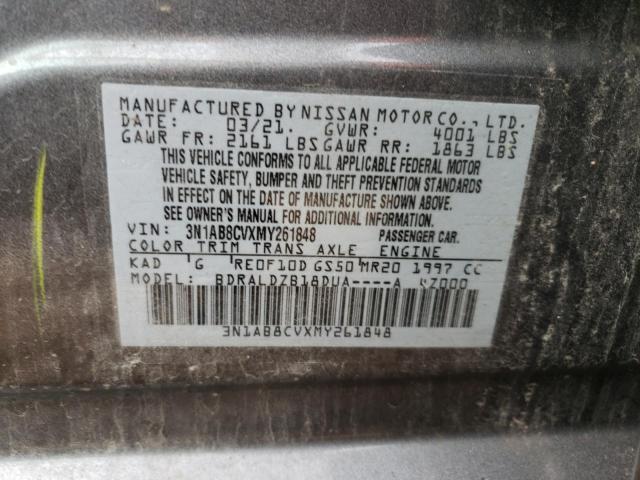 MANUFACTURED BY NISSAN MOTOR CO., LTD.
DATE: 03/21. GVWR: 4001 LBS
GAWR FR: 2161 LBS GAWR RR: 1863 LBS
THIS VEHICLE CONFORMS TO ALL APPLICABLE FEDERAL MOTOR
VEHICLE SAFETY, BUMPER AND THEFT PREVENTION STANDARDS
IN EFFECT ON THE DATE OF MANUFACTURE SHOWN ABOVE.
SEE OWNER'S MANUAL FOR ADDITIONAL INFORMATION.
VIN: 3N1AB8CVXMY261848 PASSENGER CAR.
COLOR TRIM TRANS AXLE ENGINE
KAD G RE0F10D GS50 MR20 1997 CC
MODEL: BDRALDZB18DUA----A
3N1AB8CVXMY261848